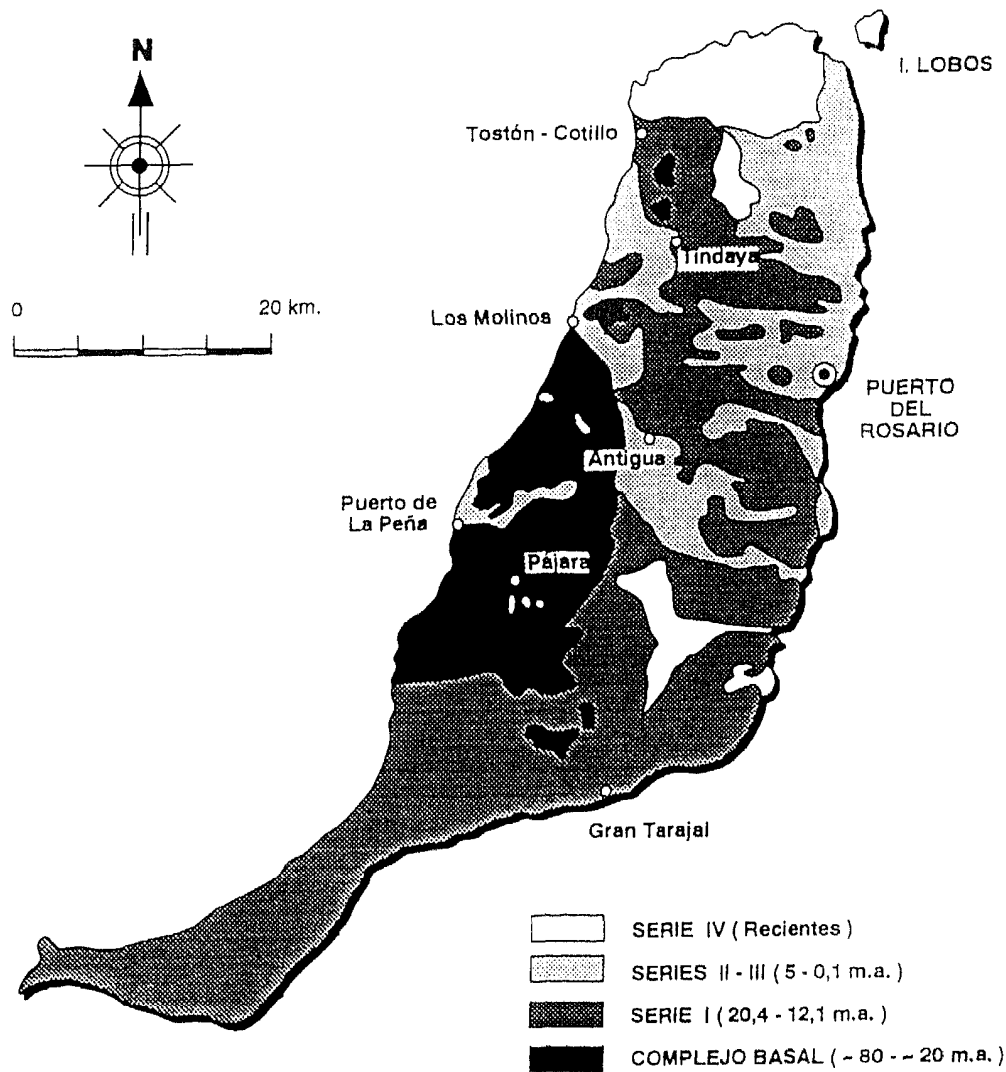 N
I. LOBOS
Tostón - Cotillo
Tindaya
0 20 km.
Los Molinos
PUERTO
DEL
ROSARIO
Antigua
Puerto de
La Peña
Pájara
Gran Tarajal
SERIE IV ( Recientes )
SERIES II - III ( 5 - 0,1 m.a. )
SERIE I ( 20,4 - 12,1 m.a. )
COMPLEJO BASAL ( ~ 80 - ~ 20 m.a. )